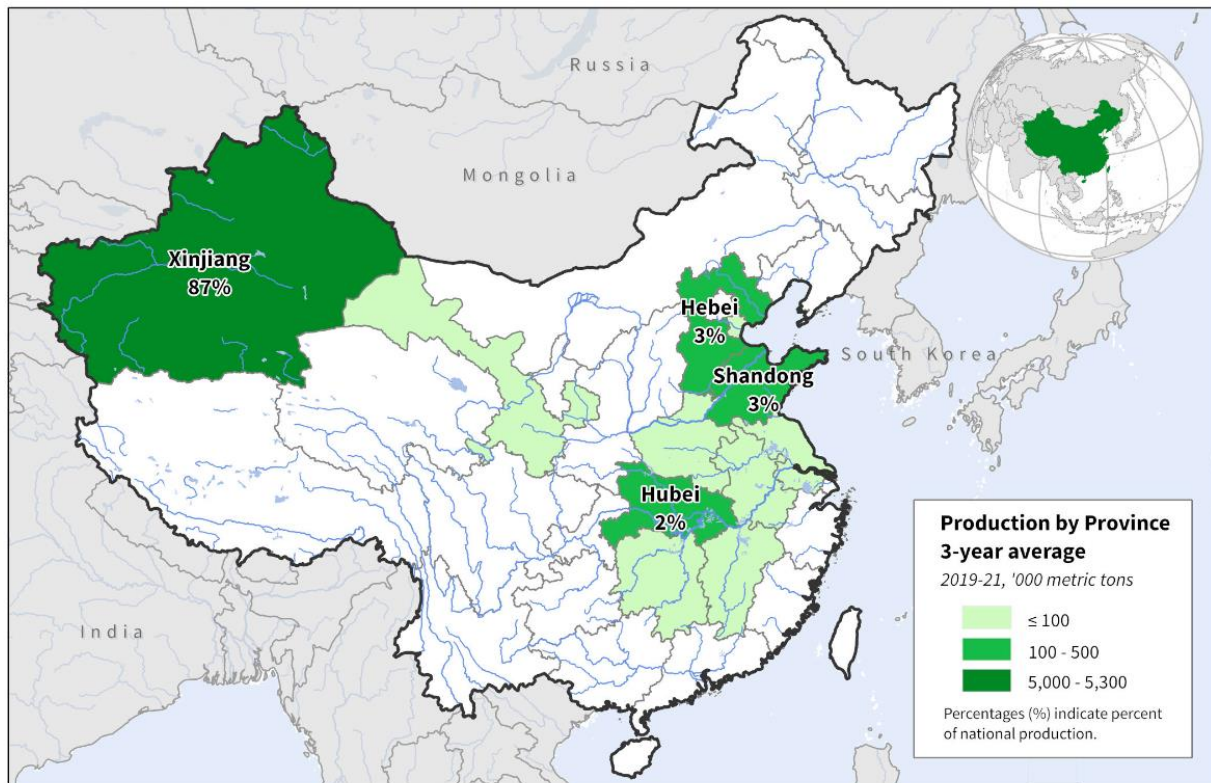 Russia
Mongolia
Xinjiang
87%
Hebei
3%
South Korea
Shandong
3%
Hubei
2%
India
Production by Province
3-year average
2019-21, '000 metric tons
≤ 100
100 - 500
5,000 - 5,300
Percentages (%) indicate percent
of national production.